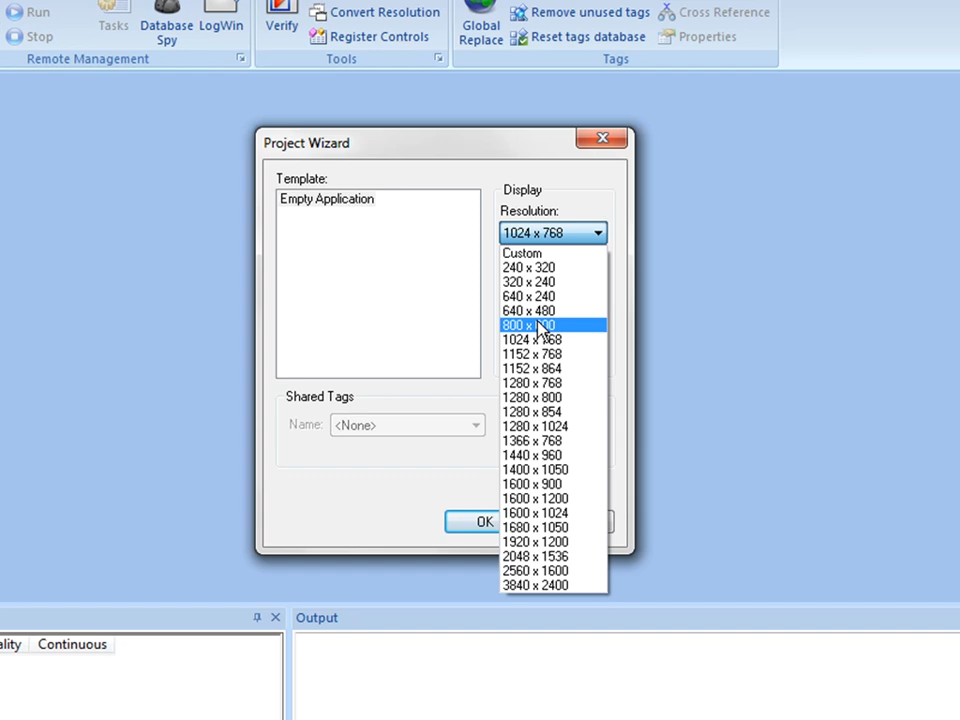 Run
Stop
Tasks
Database
Spy
LogWin
Remote Management
Verify
Convert Resolution
Register Controls
Tools
Global
Replace
Remove unused tags
Reset tags database
Cross Reference
Properties
Tags
Project Wizard
Template:
Empty Application
Display
Resolution:
1024 x 768
Custom
240 x 320
320 x 240
640 x 240
640 x 480
800 x 600
1024 x 768
1152 x 768
1152 x 864
1280 x 768
1280 x 800
1280 x 854
1280 x 1024
1366 x 768
1440 x 960
1400 x 1050
1600 x 900
1600 x 1200
1600 x 1024
1680 x 1050
1920 x 1200
2048 x 1536
2560 x 1600
3840 x 2400
Shared Tags
Name: <None>
OK
ality Continuous
Output